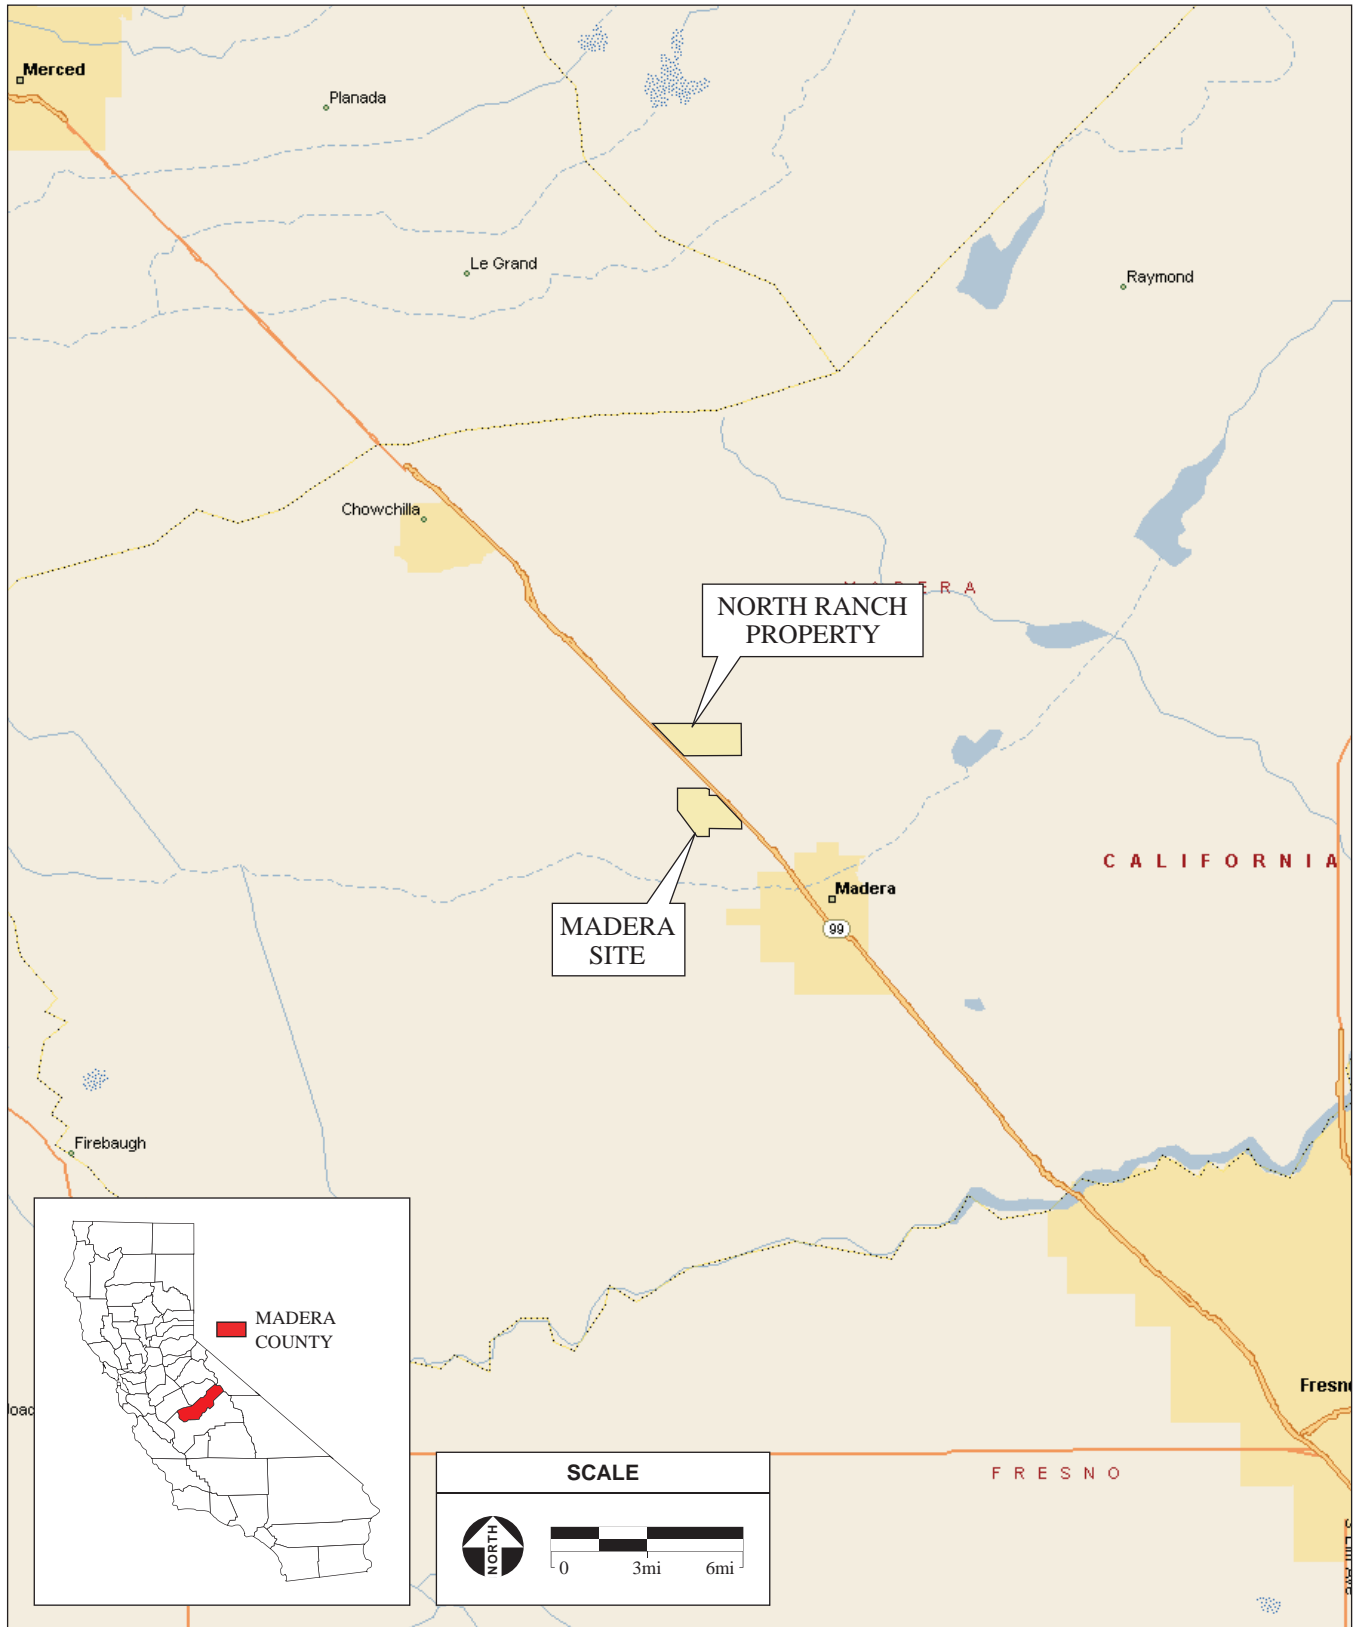 Merced
Planada
Le Grand
Raymond
Chowchilla
NORTH RANCH
PROPERTY
CALIFORNIA
Madera
MADERA
SITE
99
Firebaugh
MADERA
COUNTY
Fresn
SCALE
FRESNO
NORTH
0 3mi 6mi